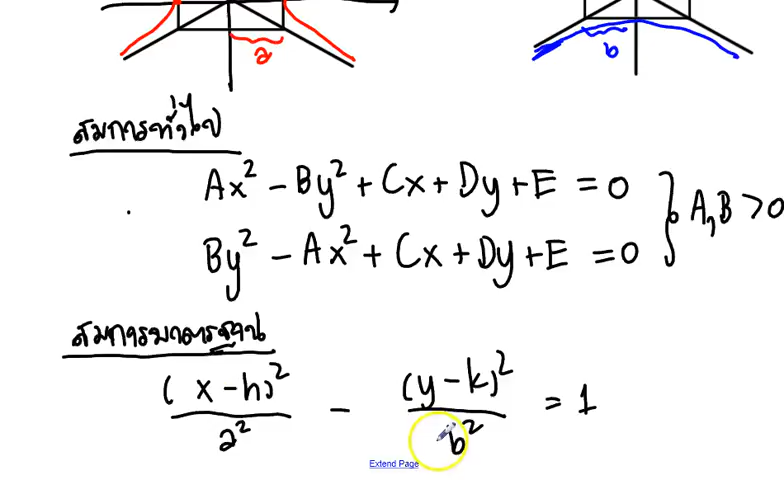 a
b
สมการทั่วไป
Ax² - By² + Cx + Dy + E = 0
By² - Ax² + Cx + Dy + E = 0
A, B > 0
สมการมาตรฐาน
(x-h)²/a² - (y-k)²/b² = 1
Extend Page